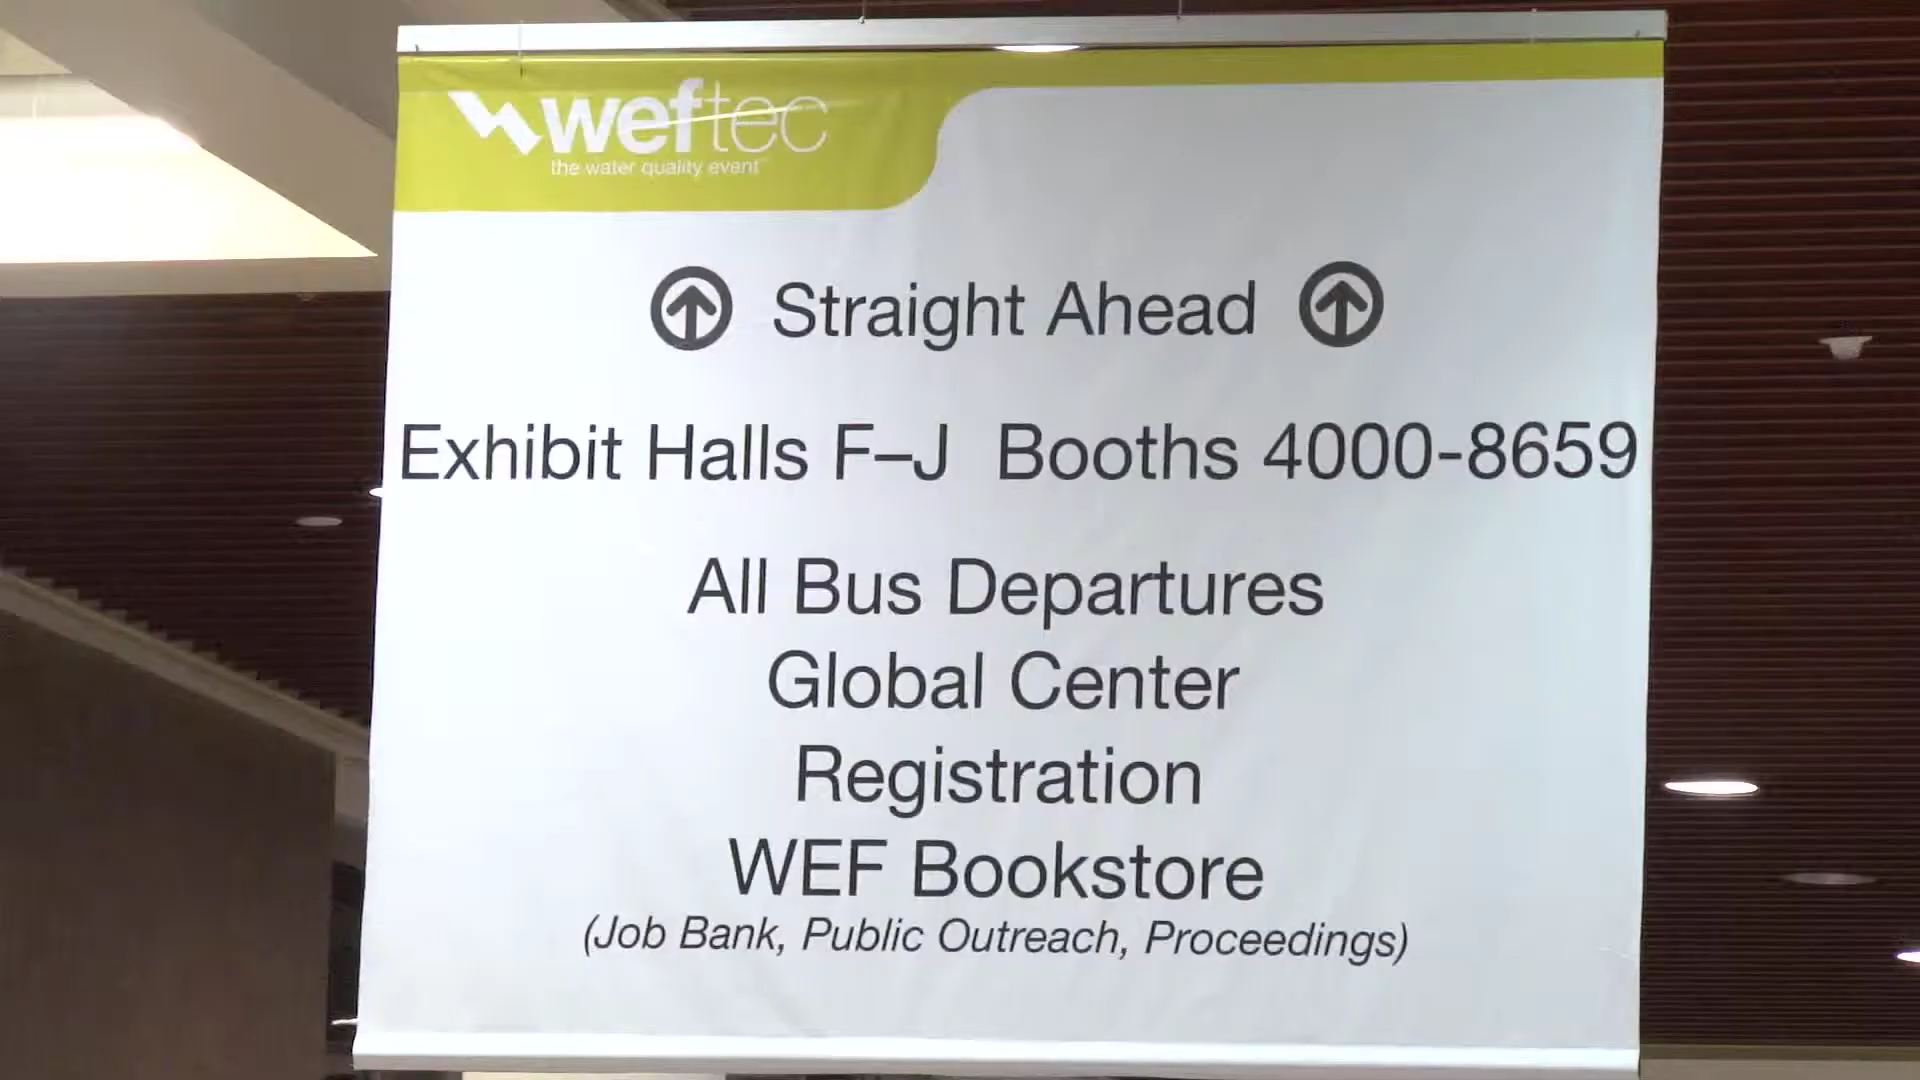 weftec
the water quality event
Straight Ahead
Exhibit Halls F–J Booths 4000-8659
All Bus Departures
Global Center
Registration
WEF Bookstore
(Job Bank, Public Outreach, Proceedings)